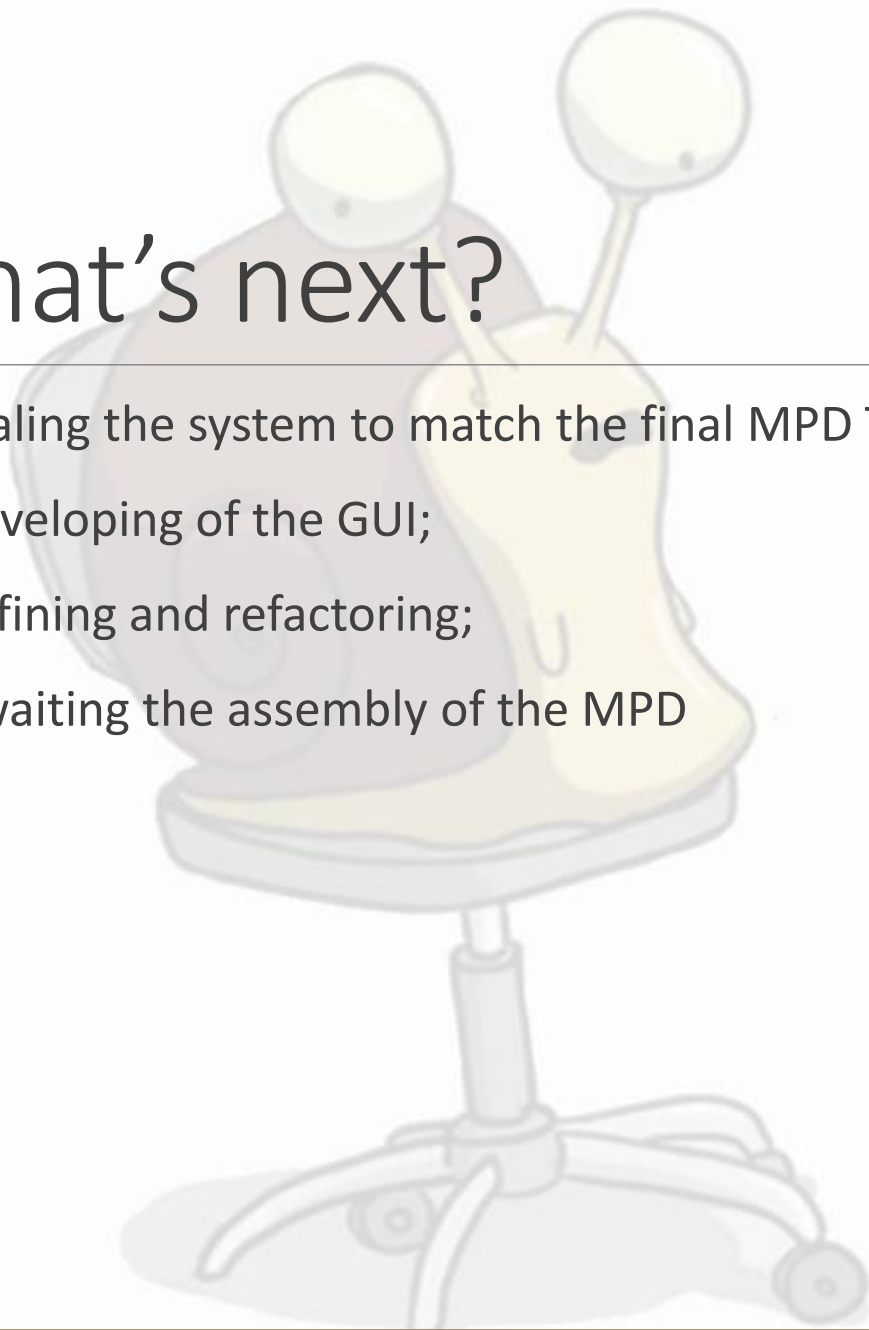 hat’s next?
aling the system to match the final MPD T
veloping of the GUI;
fining and refactoring;
vaiting the assembly of the MPD